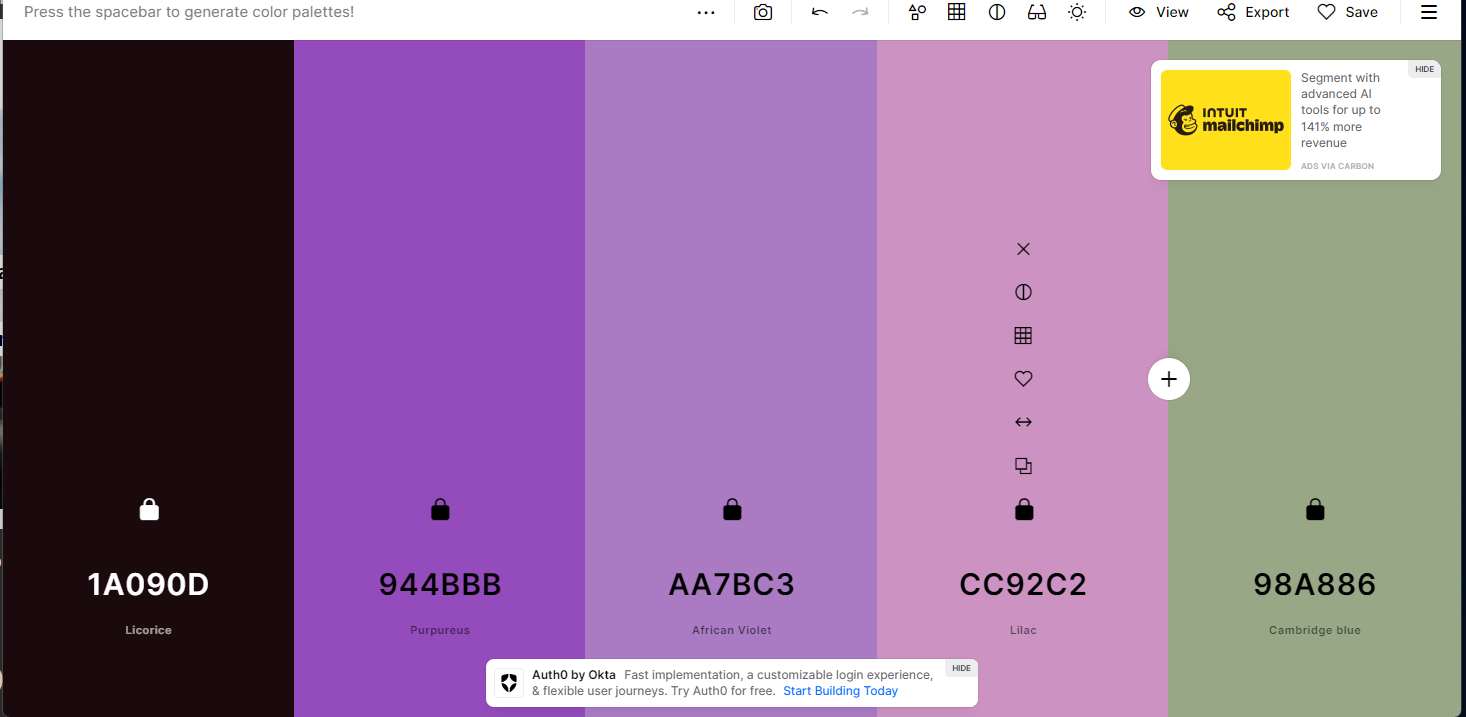 Press the spacebar to generate color palettes!
View
Export
Save
HIDE
INTUIT
mailchimp
Segment with
advanced AI
tools for up to
141% more
revenue
ADS VIA CARBON
1A090D
Licorice
944BBB
Purpureus
AA7BC3
African Violet
CC92C2
Lilac
98A886
Cambridge blue
HIDE
Auth0 by Okta Fast implementation, a customizable login experience,
& flexible user journeys. Try Auth0 for free. Start Building Today